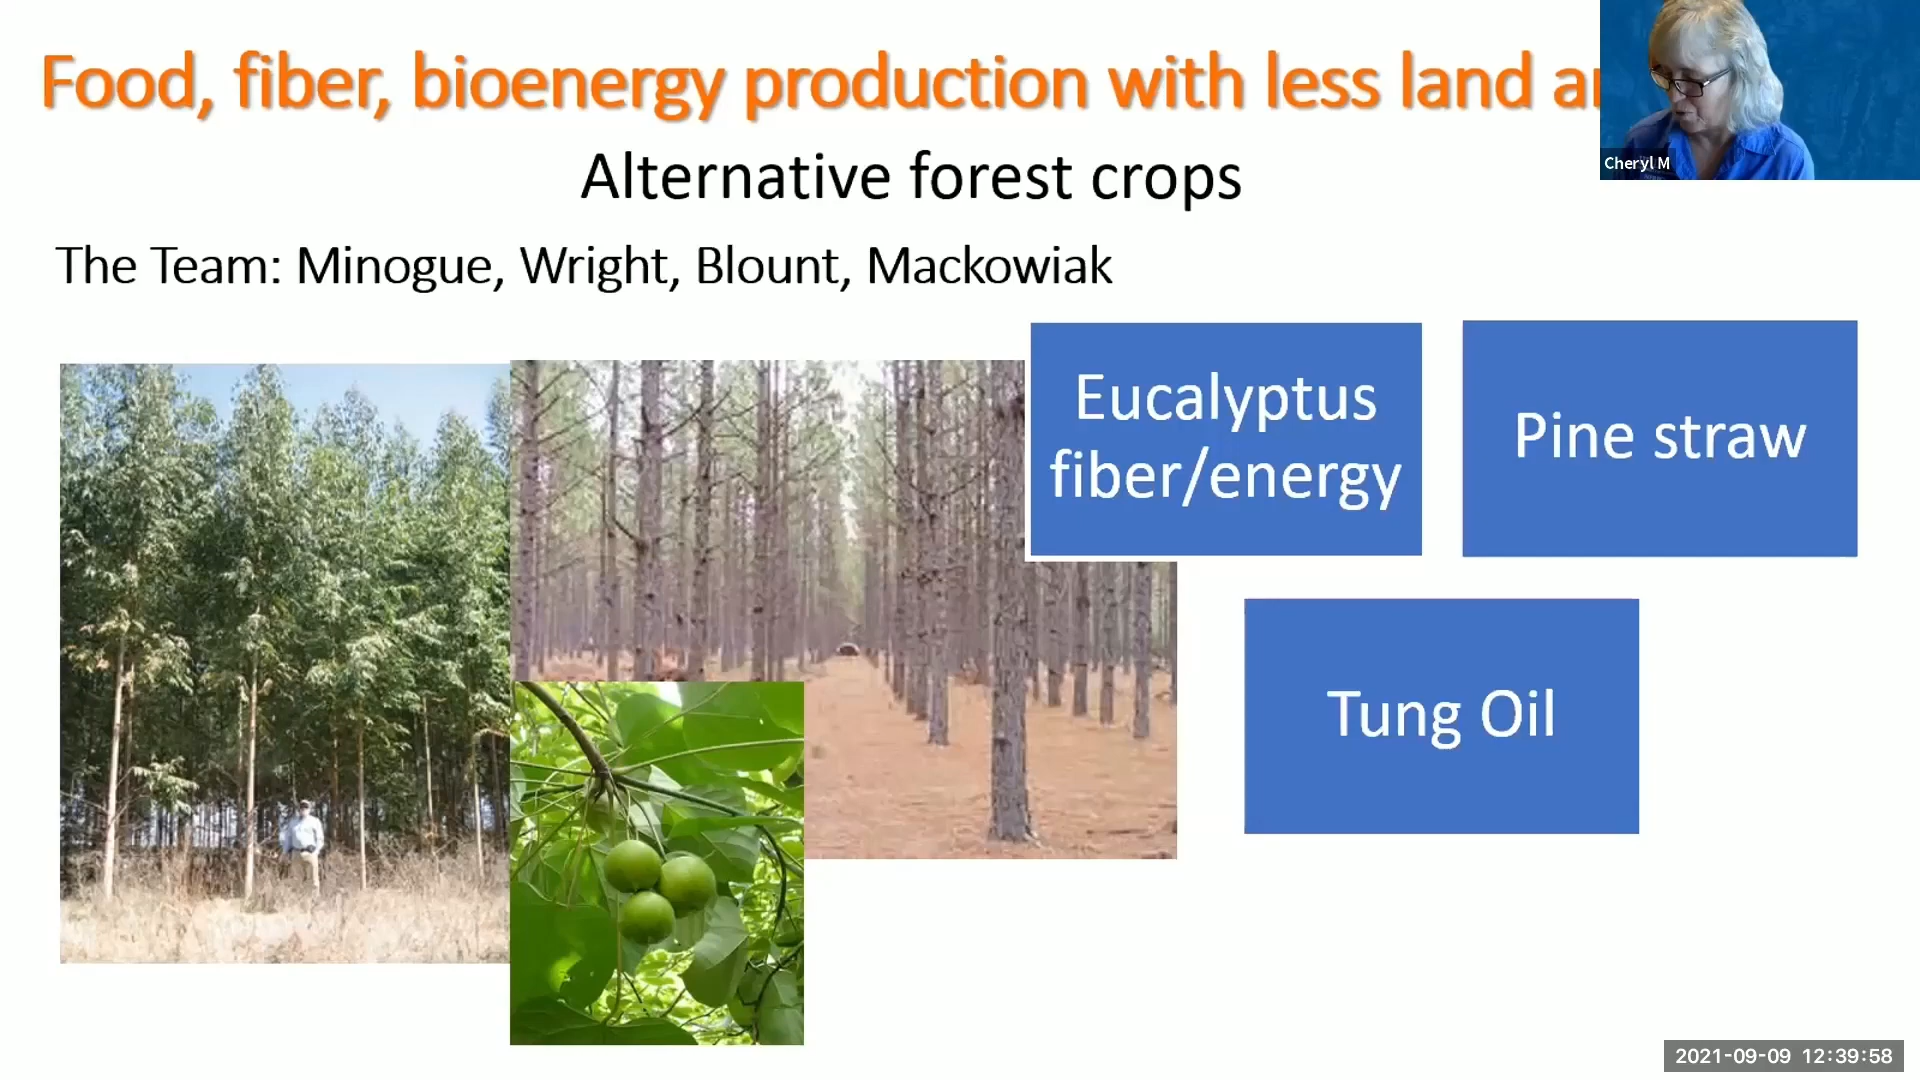 Food, fiber, bioenergy production with less land
Cheryl M
Alternative forest crops
The Team: Minogue, Wright, Blount, Mackowiak
Eucalyptus
fiber/energy
Pine straw
Tung Oil
2021-09-09 12:39:58